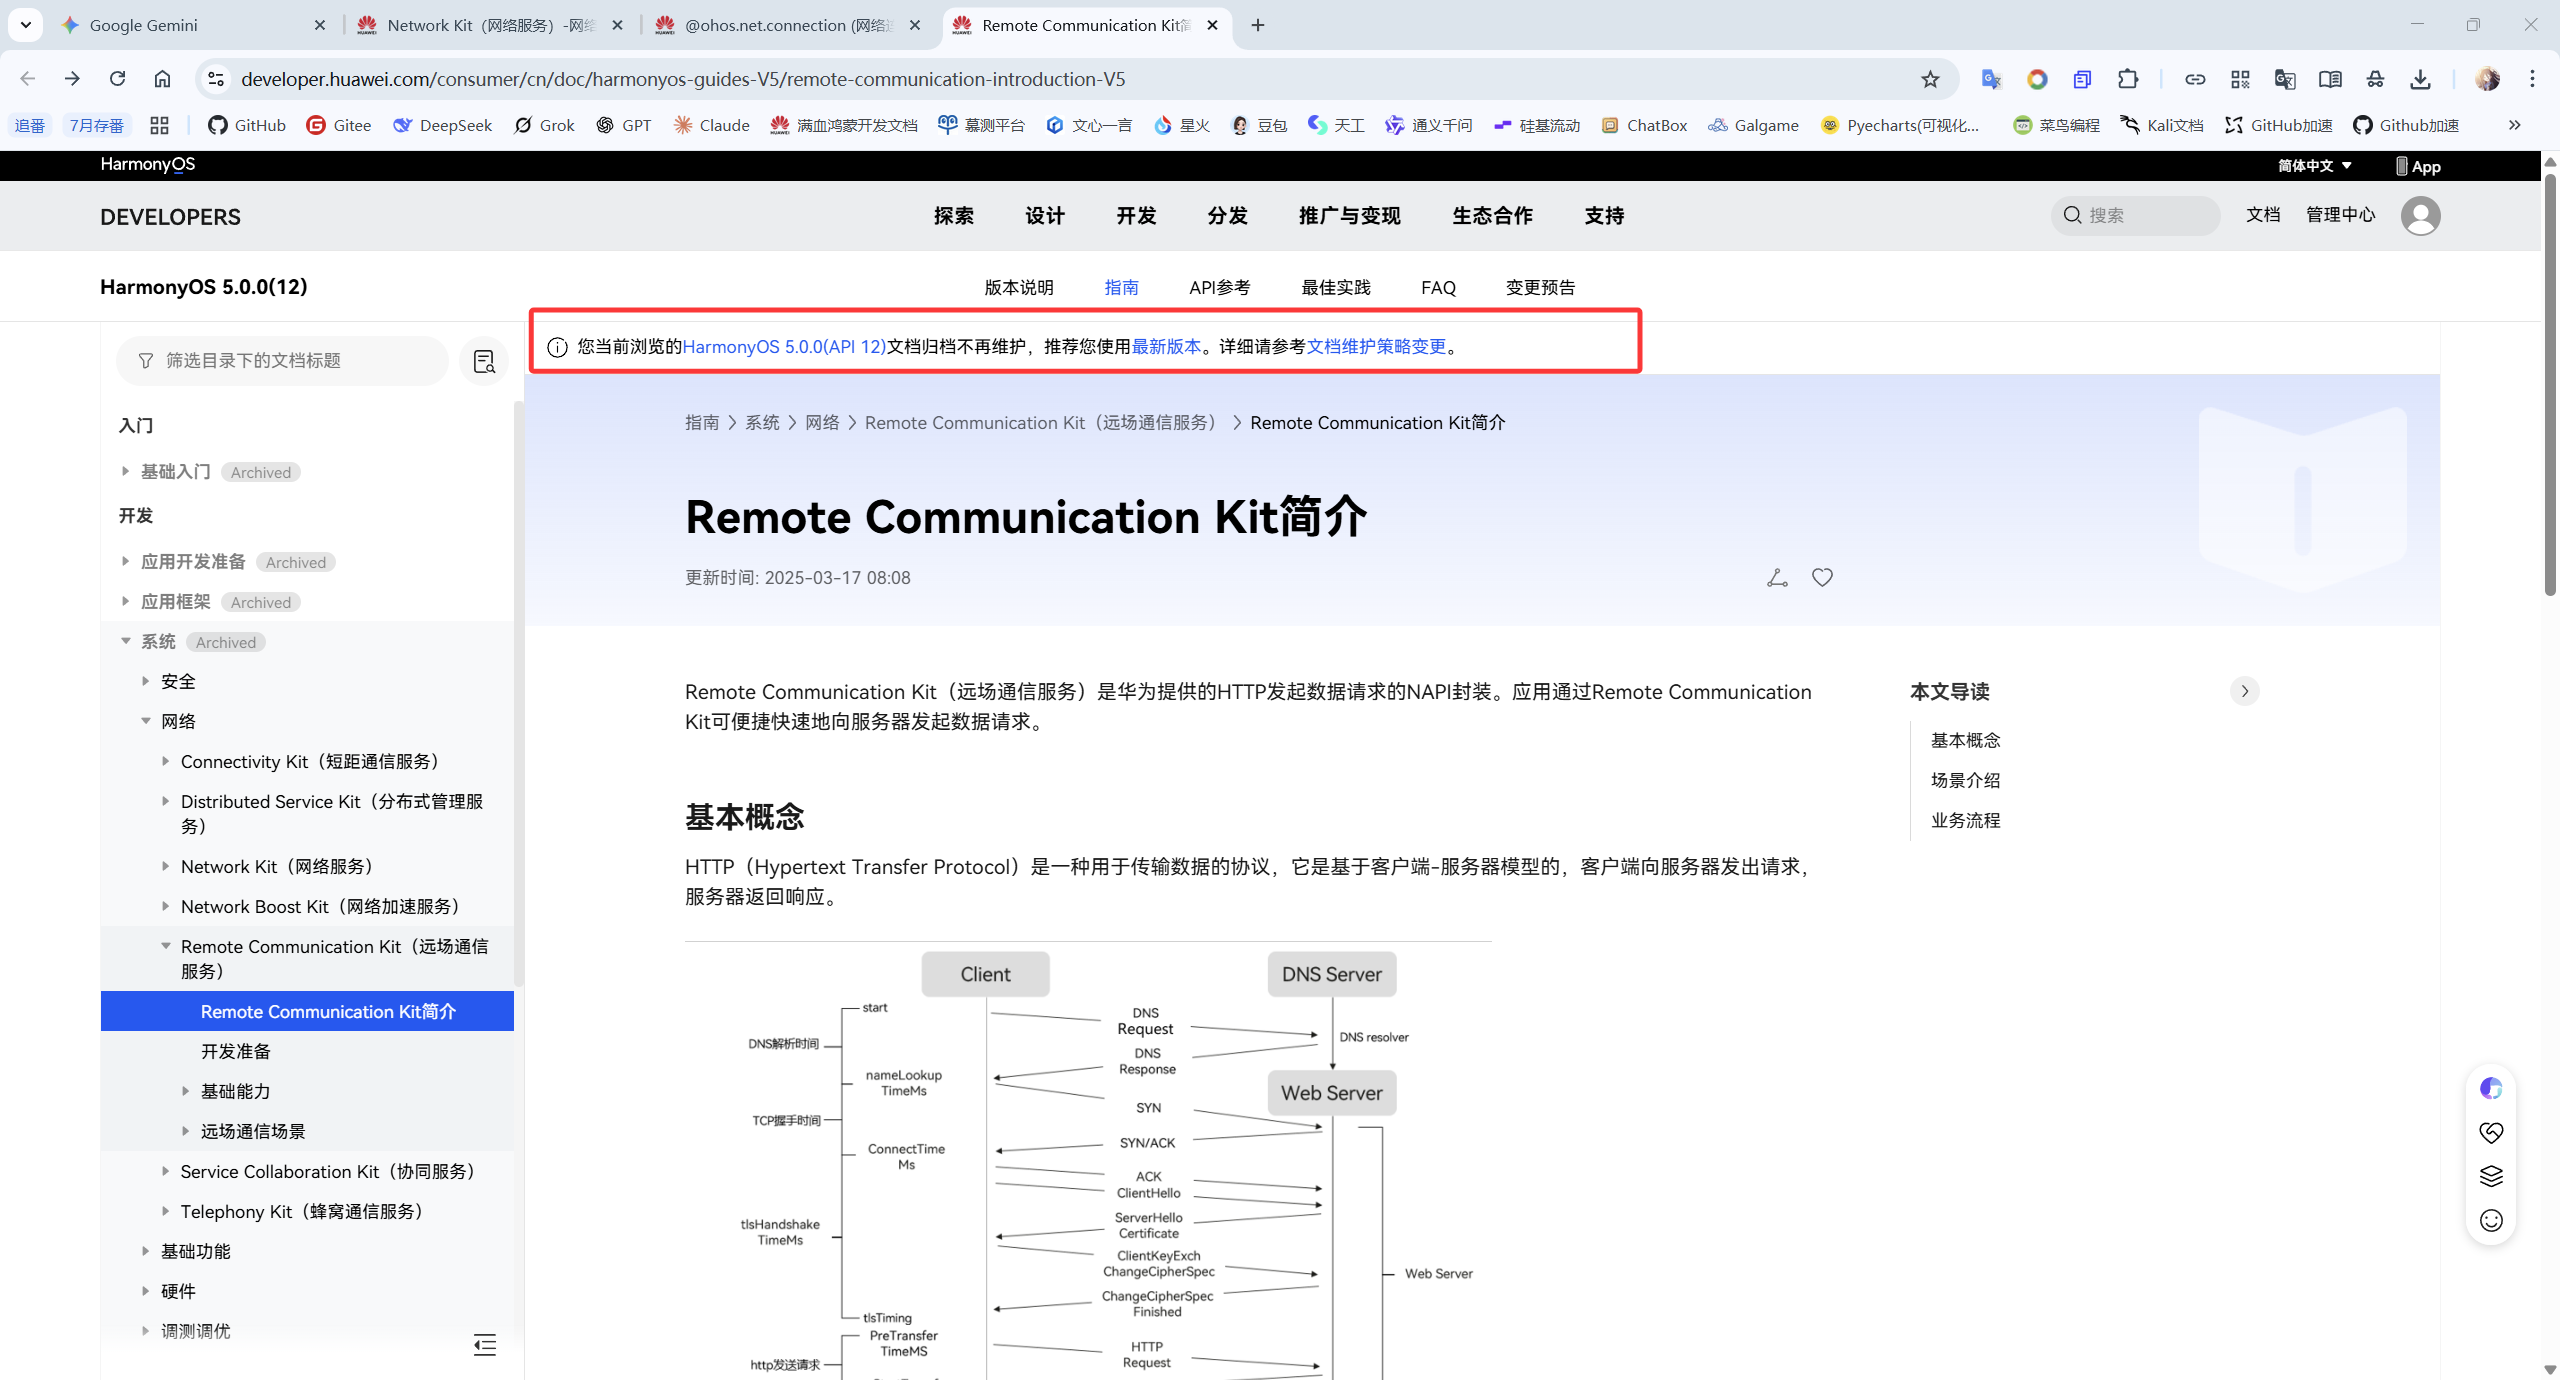 Google Gemini
Network Kit（网络服务）-网络
@ohos.net.connection (网络连
Remote Communication Kit简
developer.huawei.com/consumer/cn/doc/harmonyos-guides-V5/remote-communication-introduction-V5
追番
7月存番
GitHub
Gitee
DeepSeek
Grok
GPT
Claude
满血鸿蒙开发文档
慕测平台
文心一言
星火
豆包
天工
通义千问
硅基流动
ChatBox
Galgame
Pyecharts(可视化...
菜鸟编程
Kali文档
GitHub加速
Github加速
HarmonyOS
简体中文
App
DEVELOPERS
探索
设计
开发
分发
推广与变现
生态合作
支持
搜索
文档
管理中心
HarmonyOS 5.0.0(12)
版本说明
指南
API参考
最佳实践
FAQ
变更预告
您当前浏览的HarmonyOS 5.0.0(API 12)文档归档不再维护，推荐您使用最新版本。详细请参考文档维护策略变更。
筛选目录下的文档标题
入门
基础入门 Archived
开发
应用开发准备 Archived
应用框架 Archived
系统 Archived
安全
网络
Connectivity Kit（短距通信服务）
Distributed Service Kit（分布式管理服
务）
Network Kit（网络服务）
Network Boost Kit（网络加速服务）
Remote Communication Kit（远场通信
服务）
Remote Communication Kit简介
开发准备
基础能力
远场通信场景
Service Collaboration Kit（协同服务）
Telephony Kit（蜂窝通信服务）
基础功能
硬件
调测调优
指南 > 系统 > 网络 > Remote Communication Kit（远场通信服务） > Remote Communication Kit简介
Remote Communication Kit简介
更新时间: 2025-03-17 08:08
Remote Communication Kit（远场通信服务）是华为提供的HTTP发起数据请求的NAPI封装。应用通过Remote Communication
Kit可便捷快速地向服务器发起数据请求。
基本概念
HTTP（Hypertext Transfer Protocol）是一种用于传输数据的协议，它是基于客户端-服务器模型的，客户端向服务器发出请求，
服务器返回响应。
本文导读
基本概念
场景介绍
业务流程
Client
DNS Server
start
DNS
Request
DNS resolver
DNS解析时间
DNS
Response
nameLookup
TimeMs
Web Server
SYN
TCP握手时间
SYN/ACK
ConnectTime
Ms
ACK
ClientHello
ServerHello
Certificate
tlsHandshake
TimeMs
ClientKeyExch
ChangeCipherSpec
Web Server
ChangeCipherSpec
Finished
tlsTiming
PreTransfer
TimeMS
HTTP
Request
http发送请求